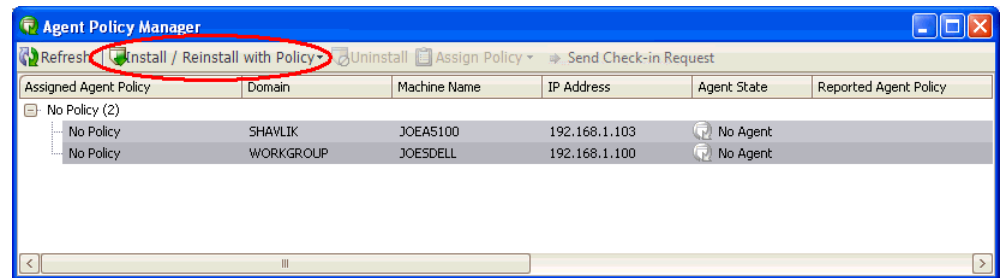 Agent Policy Manager
Refresh Install / Reinstall with Policy Uninstall Assign Policy Send Check-in Request
Assigned Agent Policy Domain Machine Name IP Address Agent State Reported Agent Policy
No Policy (2)
No Policy SHAVLIK JOEA5100 192.168.1.103 No Agent
No Policy WORKGROUP JOESDELL 192.168.1.100 No Agent